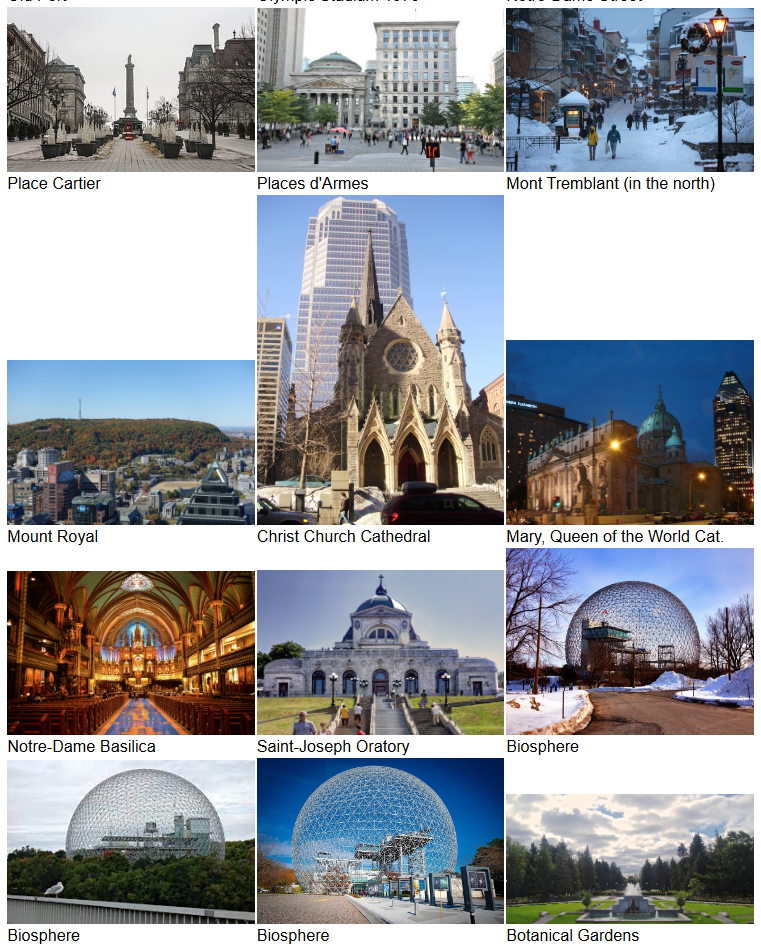 Place Cartier
Places d'Armes
Mont Tremblant (in the north)
Mount Royal
Christ Church Cathedral
Mary, Queen of the World Cat.
Notre-Dame Basilica
Saint-Joseph Oratory
Biosphere
Biosphere
Biosphere
Botanical Gardens